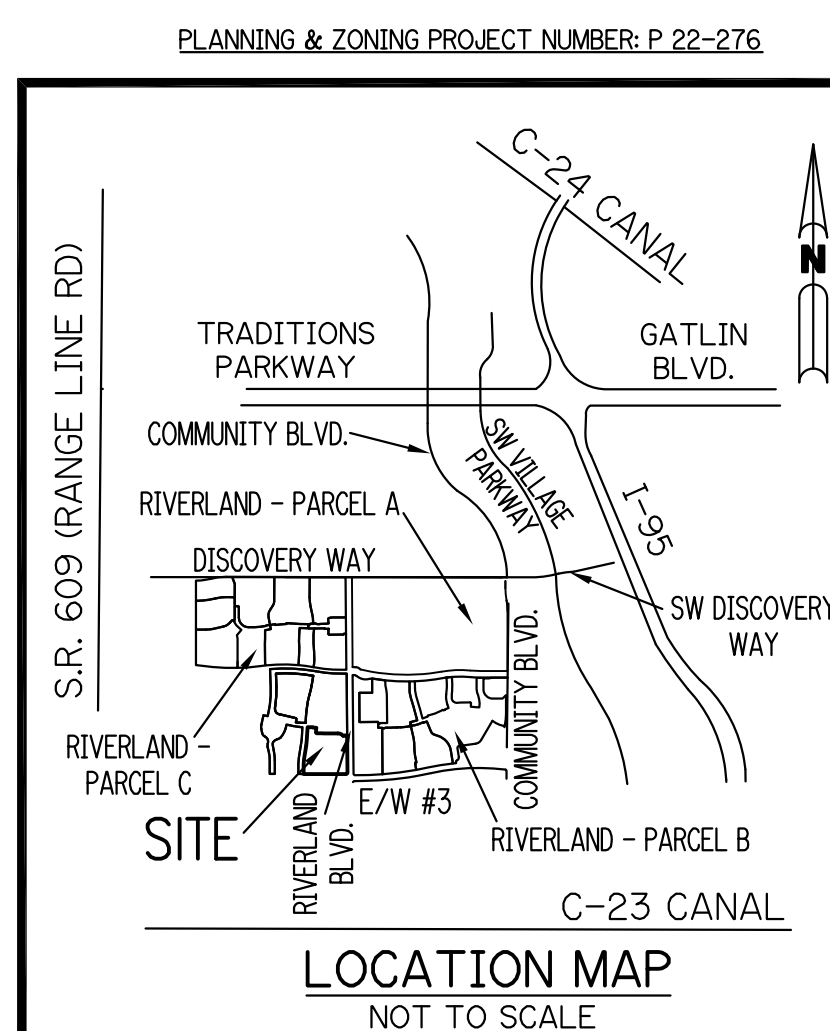 PLANNING & ZONING PROJECT NUMBER: P 22-276
C-24 CANAL
N
S.R. 609 (RANGE LINE RD)
TRADITIONS
PARKWAY
GATLIN
BLVD.
COMMUNITY BLVD.
SW VILLAGE
PARKWAY
I-95
RIVERLAND - PARCEL A
DISCOVERY WAY
SW DISCOVERY
WAY
COMMUNITY BLVD.
RIVERLAND -
PARCEL C
SITE
RIVERLAND
BLVD.
E/W #3
RIVERLAND - PARCEL B
C-23 CANAL
LOCATION MAP
NOT TO SCALE